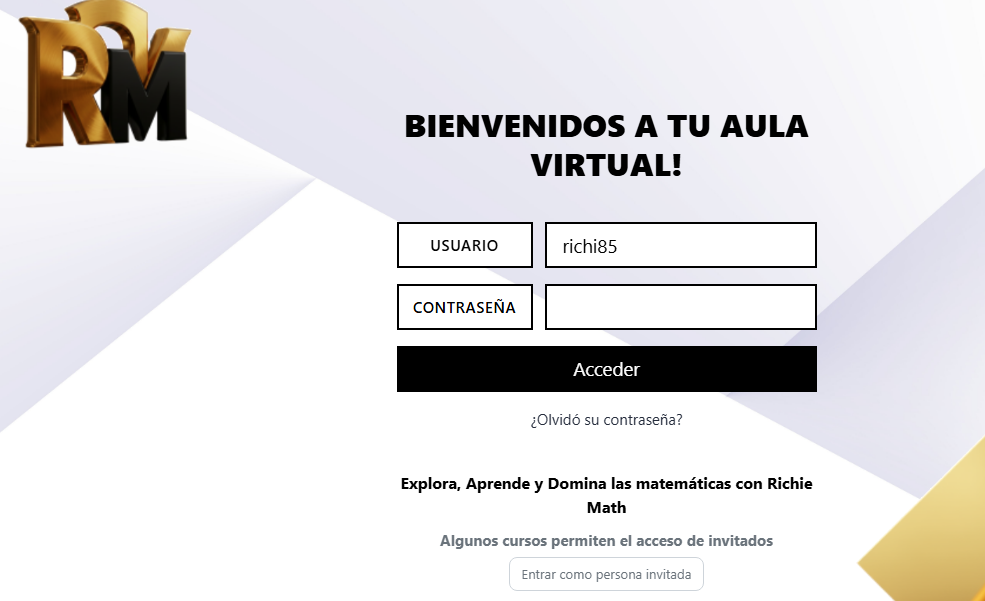 RM
BIENVENIDOS A TU AULA
VIRTUAL!
USUARIO
richi85
CONTRASEÑA
Acceder
¿Olvidó su contraseña?
Explora, Aprende y Domina las matemáticas con Richie
Math
Algunos cursos permiten el acceso de invitados
Entrar como persona invitada